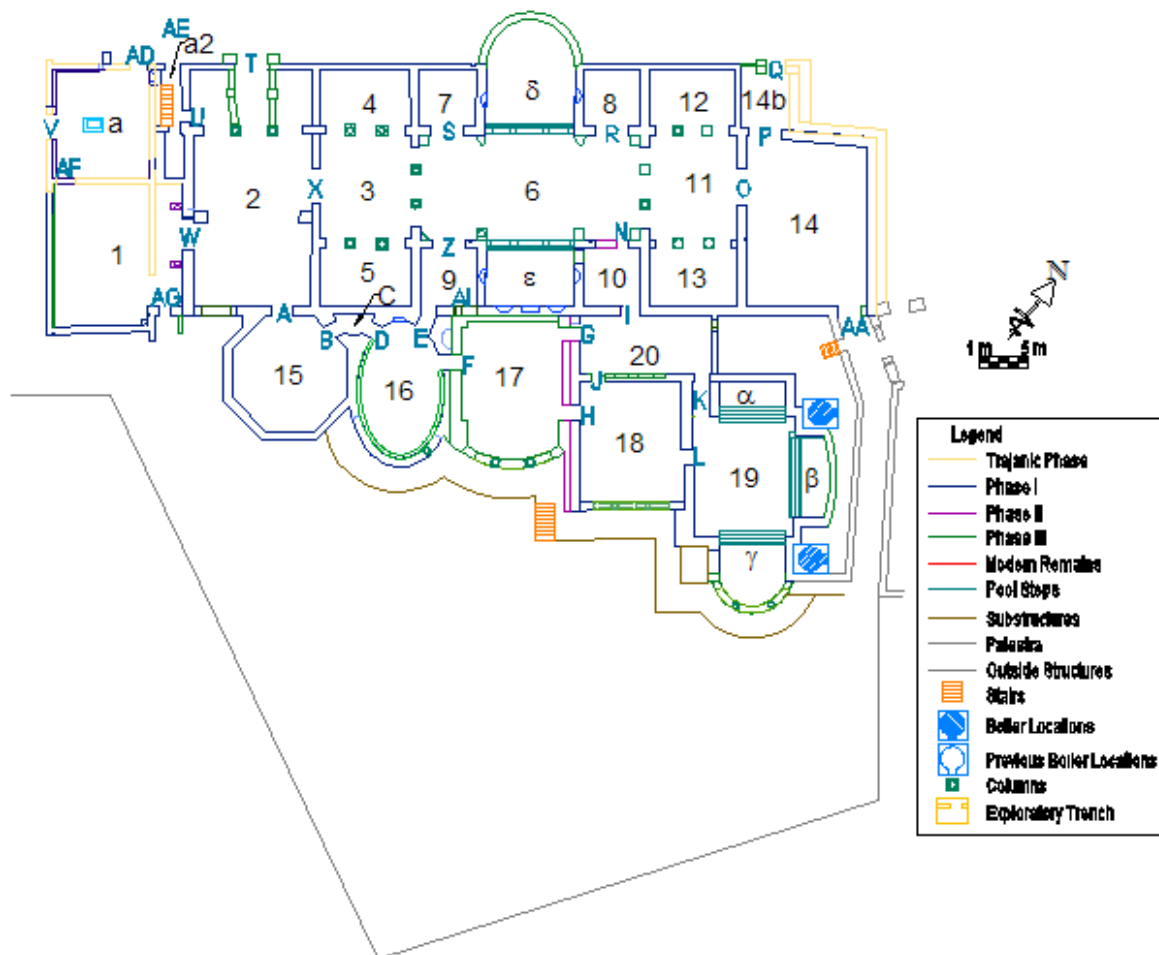 AE
AD
a2
T
Q
4
7
δ
8
12
14b
V
a
U
S
R
P
AF
X
2
3
6
11
O
14
N
1
W
Z
N
5
9
ε
10
13
AG
C
AI
A
B
D
E
G
I
AA
1 m
5 m
F
20
15
16
17
J
K
α
H
18
L
19
β
γ
Legend
Trajanic Phase
Phase I
Phase II
Phase III
Modern Remains
Pool Steps
Substructures
Palestra
Outside Structures
Stairs
Boiler Locations
Previous Boiler Locations
Columns
Exploratory Trench